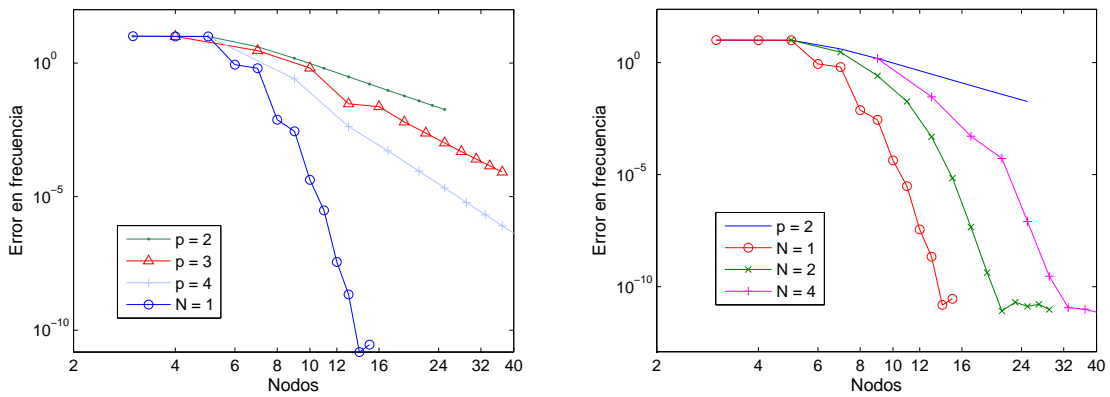 Error en frecuencia
10^0
10^-5
10^-10
p = 2
p = 3
p = 4
N = 1
2 4 6 8 10 12 16 24 32 40
Nodos
Error en frecuencia
10^0
10^-5
10^-10
p = 2
N = 1
N = 2
N = 4
2 4 6 8 10 12 16 24 32 40
Nodos